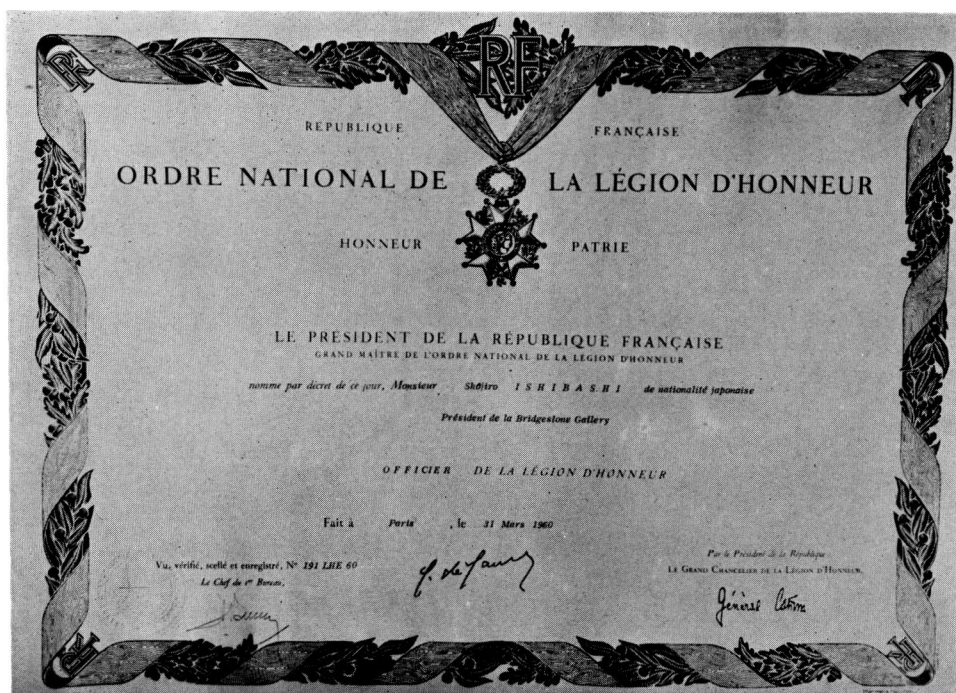 RF
RÉPUBLIQUE FRANÇAISE
ORDRE NATIONAL DE LA LÉGION D'HONNEUR
HONNEUR PATRIE
LE PRÉSIDENT DE LA RÉPUBLIQUE FRANÇAISE
GRAND MAÎTRE DE L'ORDRE NATIONAL DE LA LÉGION D'HONNEUR
nomme par décret de ce jour, Monsieur Shōjiro ISHIBASHI de nationalité japonaise
Président de la Bridgestone Gallery
OFFICIER DE LA LÉGION D'HONNEUR
Fait à Paris, le 31 Mars 1960
Par le Président de la République
Vu, vérifié, scellé et enregistré, N° 191 LHE 60
LE GRAND CHANCELIER DE LA LÉGION D'HONNEUR,
Le Chef du 1er Bureau,
Général